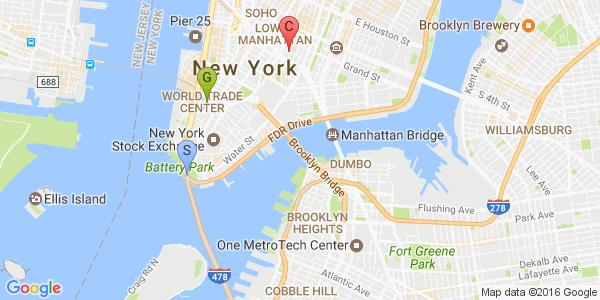 Pier 25
NEW JERSEY
NEW YORK
SOHO
LOWER
MANHATTAN
C
E Houston St
Brooklyn Brewery
688
New York
Grand St
Kent Ave
S 4th St
G
WORLD TRADE
CENTER
WILLIAMSBURG
New York
Stock Exchange
Water St
FDR Drive
Manhattan Bridge
S
Battery Park
Brooklyn Bridge
DUMBO
Lee Ave
Ellis Island
Flushing Ave
278
Park Ave
BROOKLYN
HEIGHTS
One MetroTech Center
Fort Greene
Park
Dekalb Ave
Lafayette Ave
Craig Rd N
478
Atlantic Ave
COBBLE HILL
Google
Map data ©2016 Google